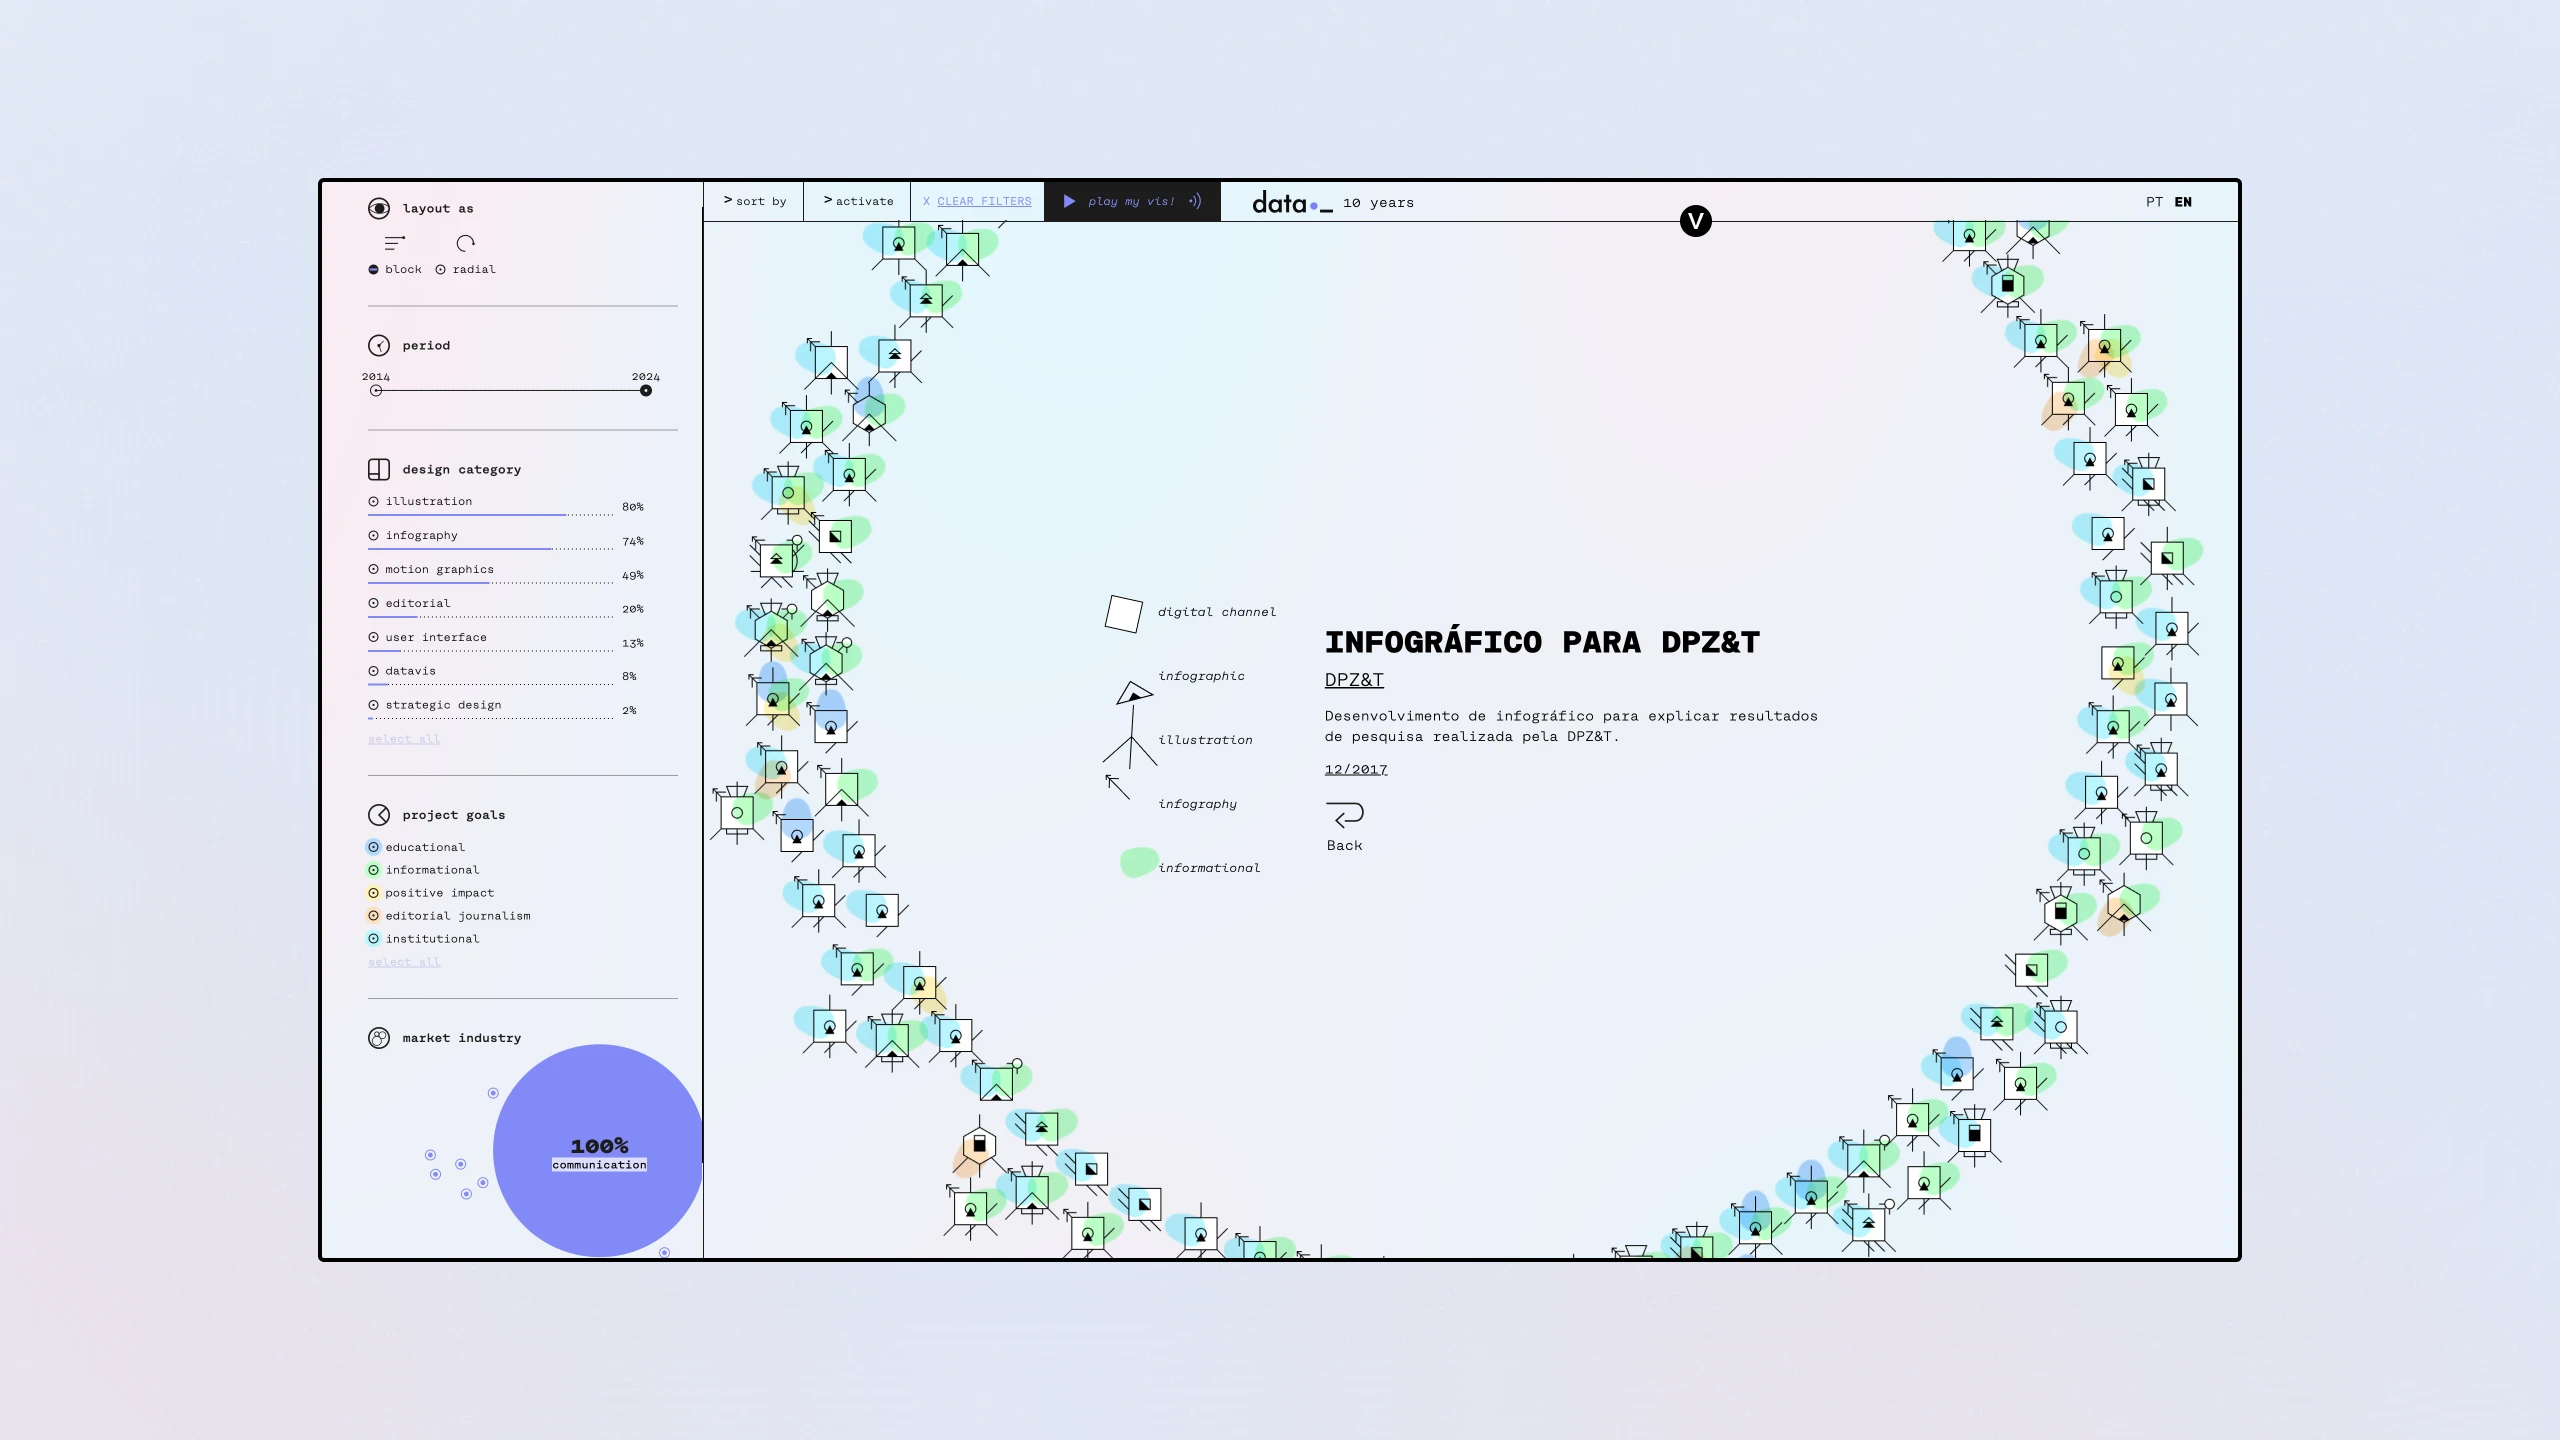 layout as
block
radial
period
2014
2024
design category
illustration
80%
infography
74%
motion graphics
49%
editorial
20%
user interface
13%
datavis
8%
strategic design
2%
select all
project goals
educational
informational
positive impact
editorial journalism
institutional
select all
market industry
100%
communication
> sort by
> activate
X CLEAR FILTERS
play my vis!
data._ 10 years
V
PT EN
digital channel
infographic
illustration
infography
informational
INFOGRÁFICO PARA DPZ&T
DPZ&T
Desenvolvimento de infográfico para explicar resultados
de pesquisa realizada pela DPZ&T.
12/2017
Back